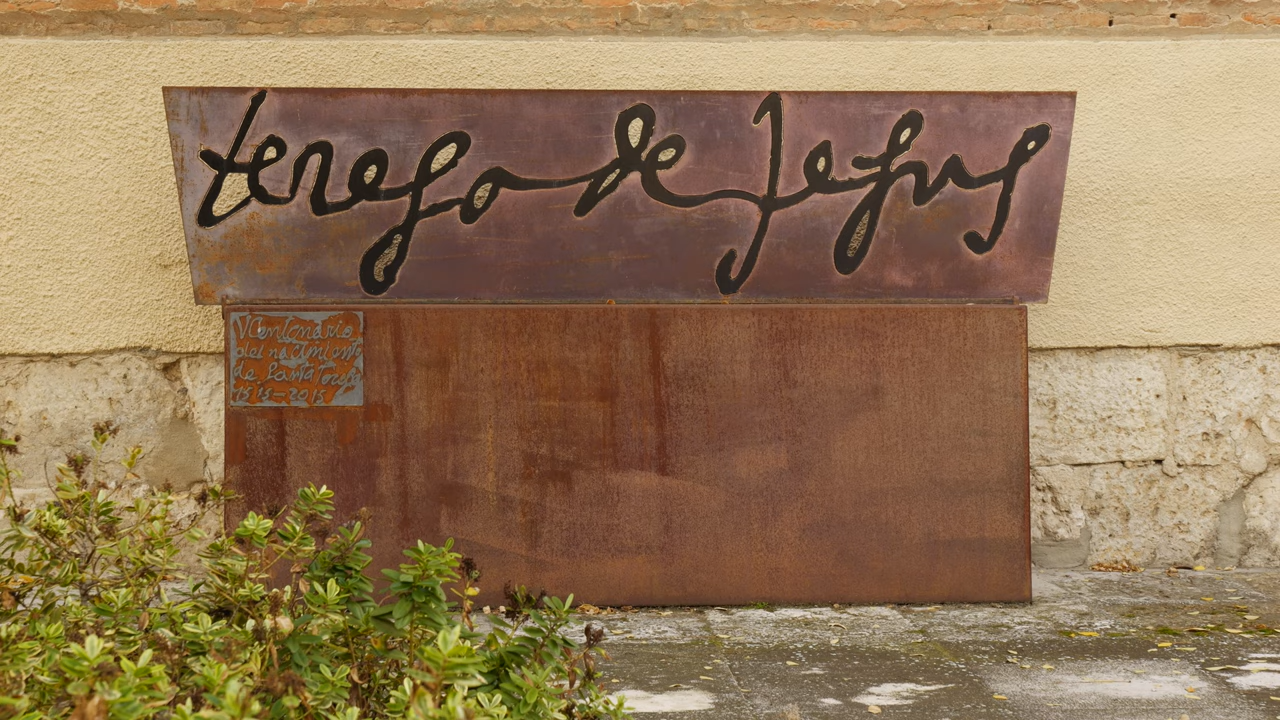 teresa de Jesus
V Centenario
del nacimiento
de Santa Teresa
1515-2015